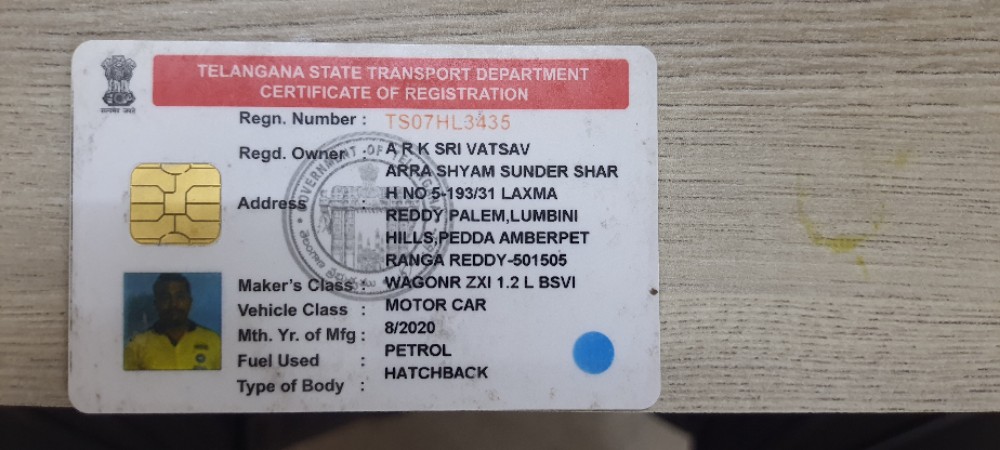 TELANGANA STATE TRANSPORT DEPARTMENT
CERTIFICATE OF REGISTRATION
Regn. Number : TS07HL3435
Regd. Owner : A R K SRI VATSAV
ARRA SHYAM SUNDER SHAR
Address : H NO 5-193/31 LAXMA
REDDY PALEM,LUMBINI
HILLS,PEDDA AMBERPET
RANGA REDDY-501505
Maker's Class : WAGONR ZXI 1.2 L BSVI
Vehicle Class : MOTOR CAR
Mth. Yr. of Mfg : 8/2020
Fuel Used : PETROL
Type of Body : HATCHBACK
GOVERNMENT OF TELANGANA